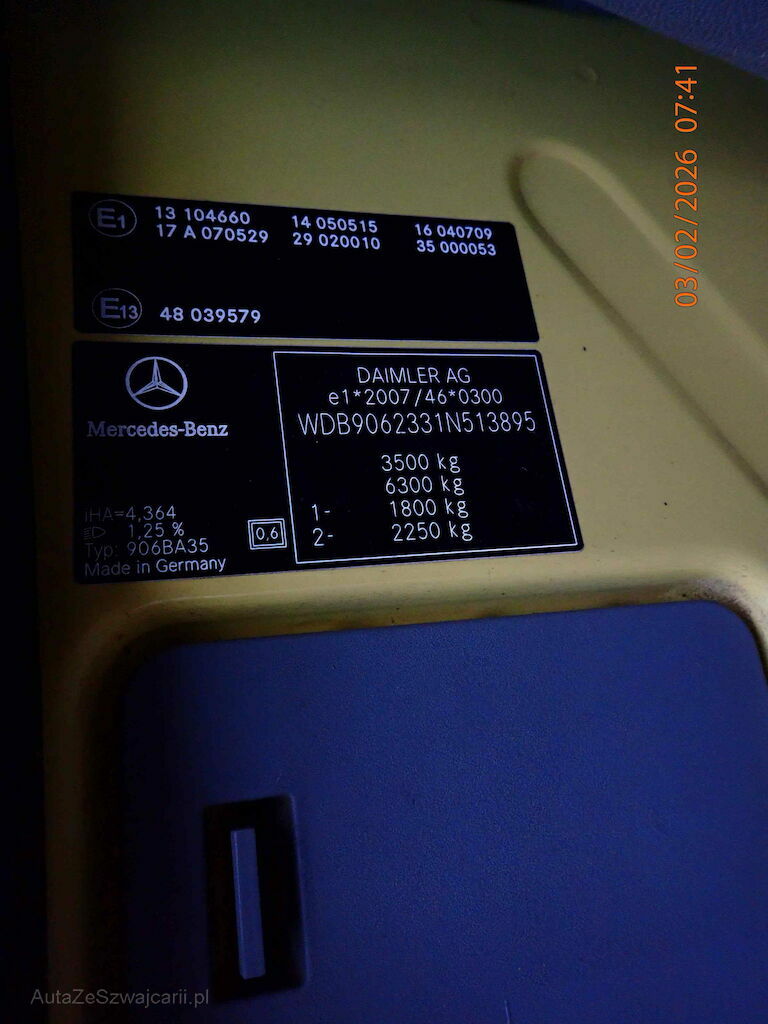 03/02/2026 07:41
E1 13 104660 14 050515 16 040709
17 A 070529 29 020010 35 000053
E13 48 039579
Mercedes-Benz
DAIMLER AG
e1*2007/46*0300
WDB9062331N513895
3500 kg
6300 kg
1- 1800 kg
2- 2250 kg
iHA=4,364
1,25 %
Typ: 906BA35
Made in Germany
0,6
AutaZeSzwajcarii.pl